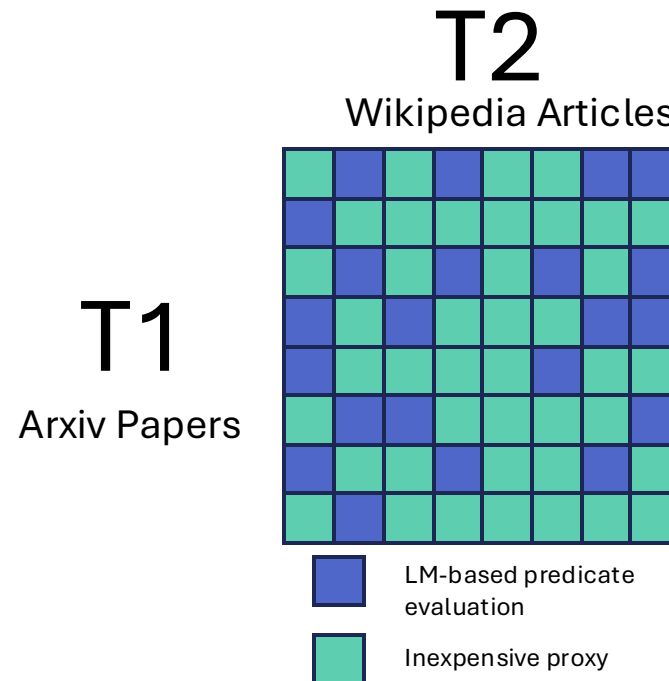 T2
Wikipedia Articles
T1
Arxiv Papers
LM-based predicate
evaluation
Inexpensive proxy